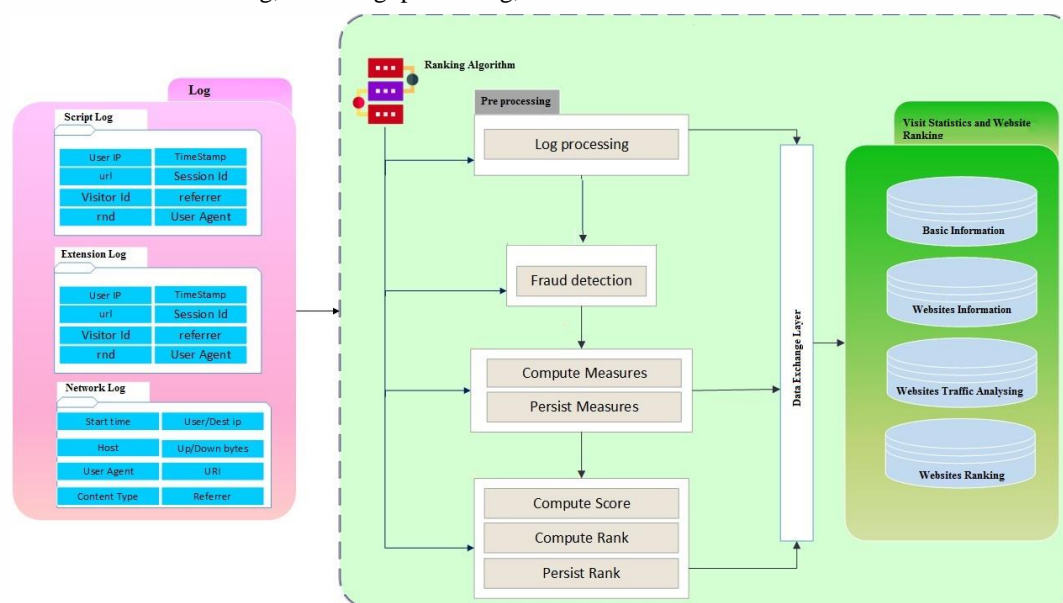 Log
Script Log
User IP TimeStamp
url Session Id
Visitor Id referrer
rnd User Agent
Extension Log
User IP TimeStamp
url Session Id
Visitor Id referrer
rnd User Agent
Network Log
Start time User/Dest ip
Host Up/Down bytes
User Agent URI
Content Type Referrer
Ranking Algorithm
Pre processing
Log processing
Fraud detection
Compute Measures
Persist Measures
Compute Score
Compute Rank
Persist Rank
Data Exchange Layer
Visit Statistics and Website
Ranking
Basic Information
Websites Information
Websites Traffic Analysing
Websites Ranking